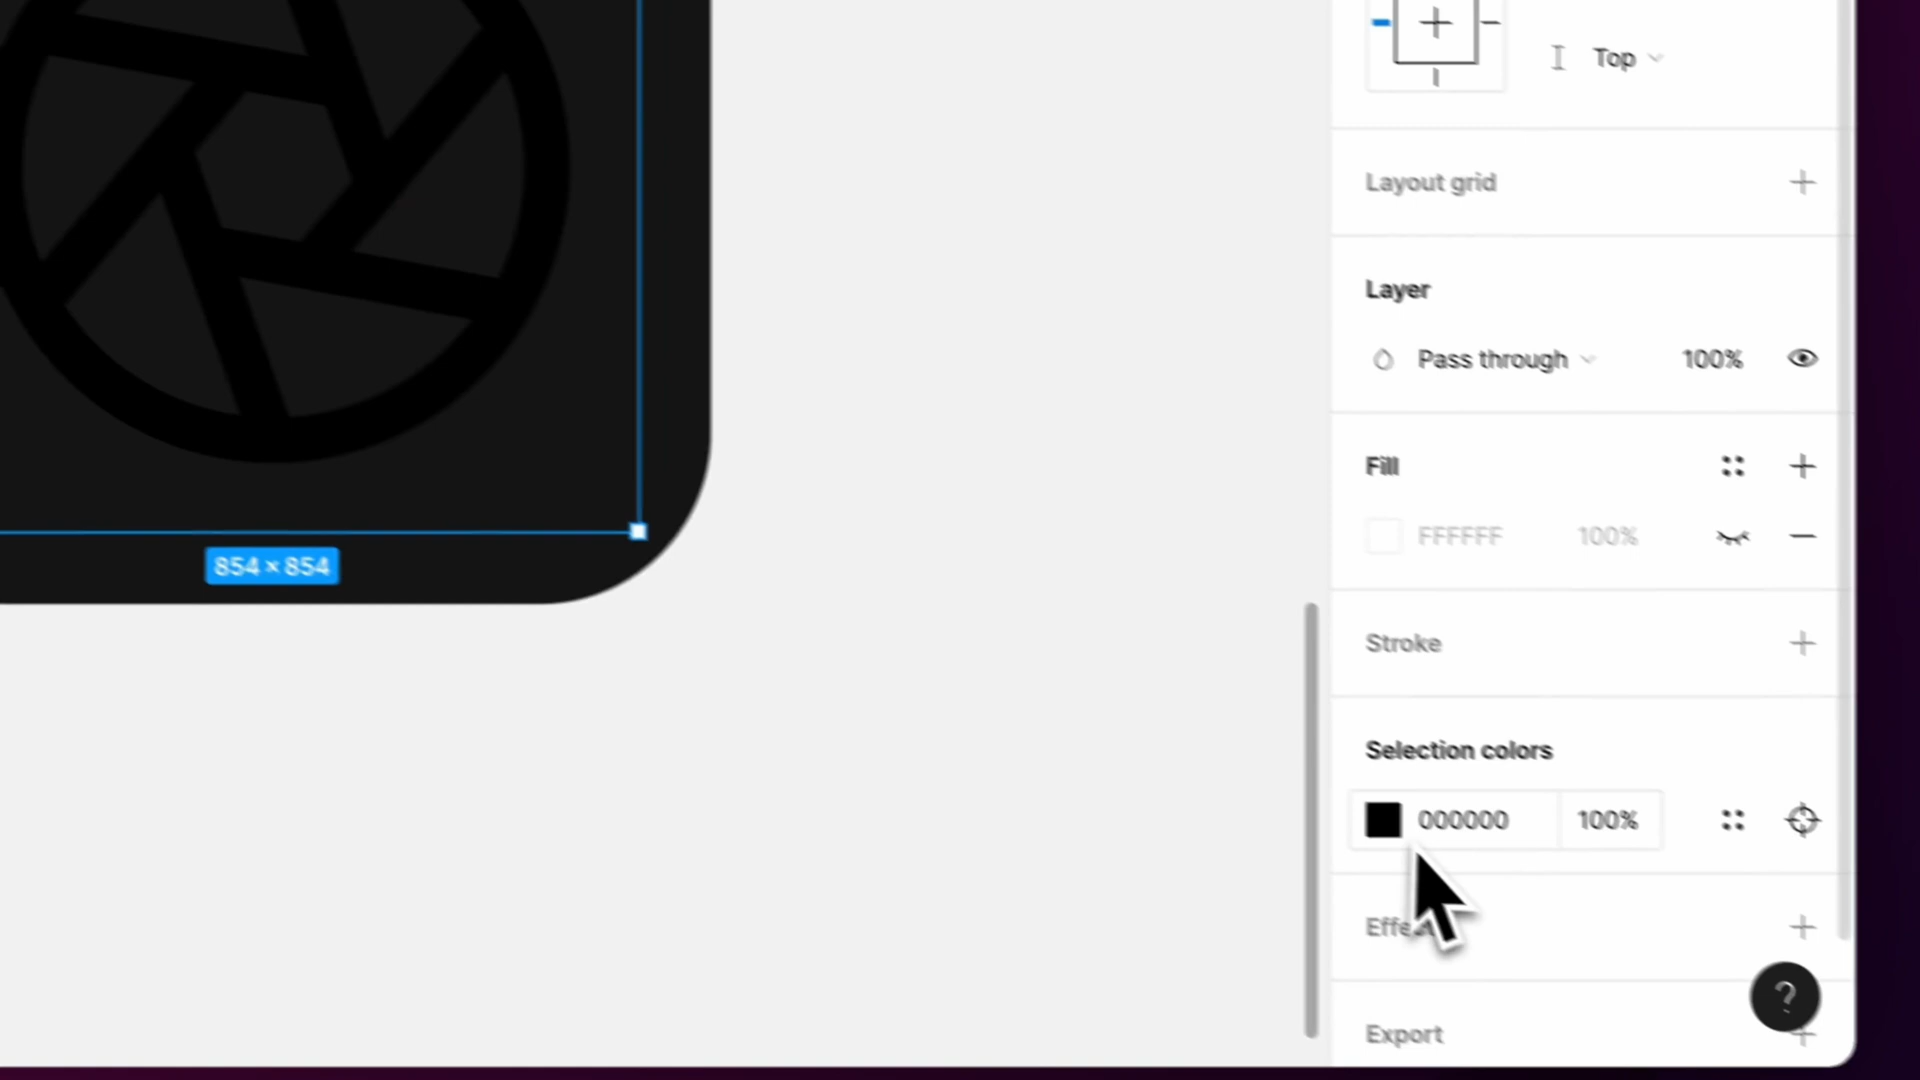 Top
Layout grid
Layer
Pass through 100%
Fill
FFFFFF 100%
854 × 854
Stroke
Selection colors
000000 100%
?
Export